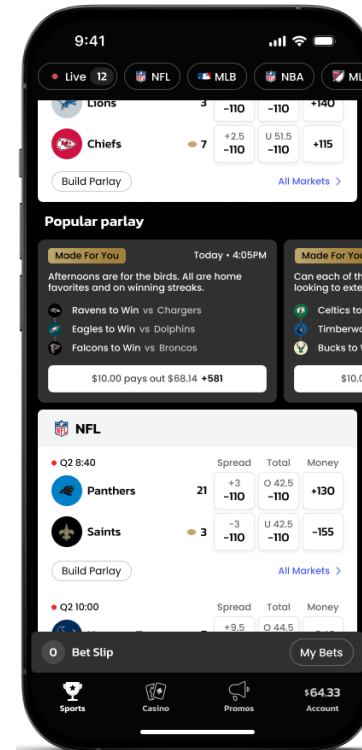 9:41
Live 12 NFL MLB NBA ML
Lions 3 -110 -110 +140
+2.5 U 51.5
Chiefs 7 -110 -110 +115
Build Parlay All Markets >
Popular parlay
Made For You Today • 4:05PM
Afternoons are for the birds. All are home
favorites and on winning streaks.
Ravens to Win vs Chargers
Eagles to Win vs Dolphins
Falcons to Win vs Broncos
$10.00 pays out $68.14 +581
Made For You
Can each of th
looking to exte
Celtics to
Timberwo
Bucks to W
$10.0
NFL
Q2 8:40 Spread Total Money
+3 O 42.5
Panthers 21 -110 -110 +130
-3 U 42.5
Saints 3 -110 -110 -155
Build Parlay All Markets >
Q2 10:00 Spread Total Money
+9.5 O 44.5
0 Bet Slip My Bets
$64.33
Sports Casino Promos Account